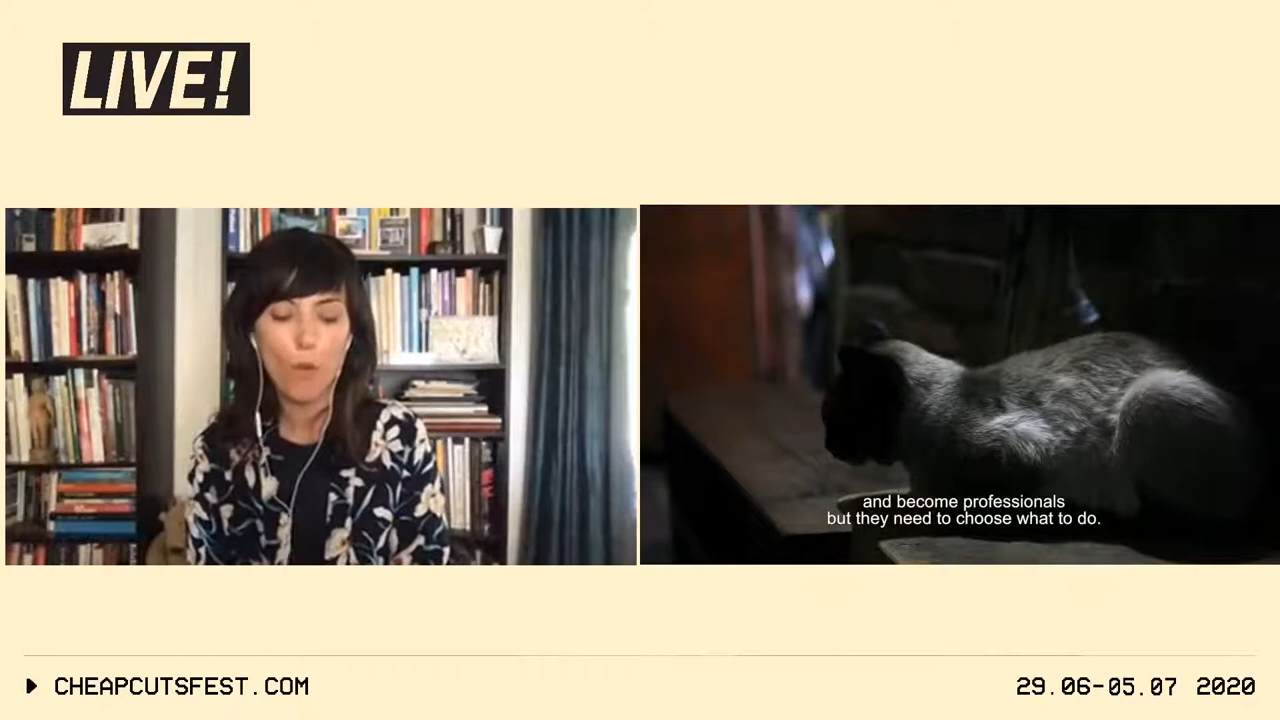 LIVE!
and become professionals
but they need to choose what to do.
CHEAPCUTSFEST.COM
29.06-05.07 2020